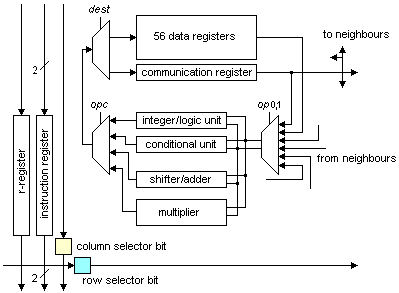 dest
56 data registers
to neighbours
2
communication register
opc
integer/logic unit
op0,1
conditional unit
from neighbours
shifter/adder
multiplier
r-register
instruction register
column selector bit
2
row selector bit